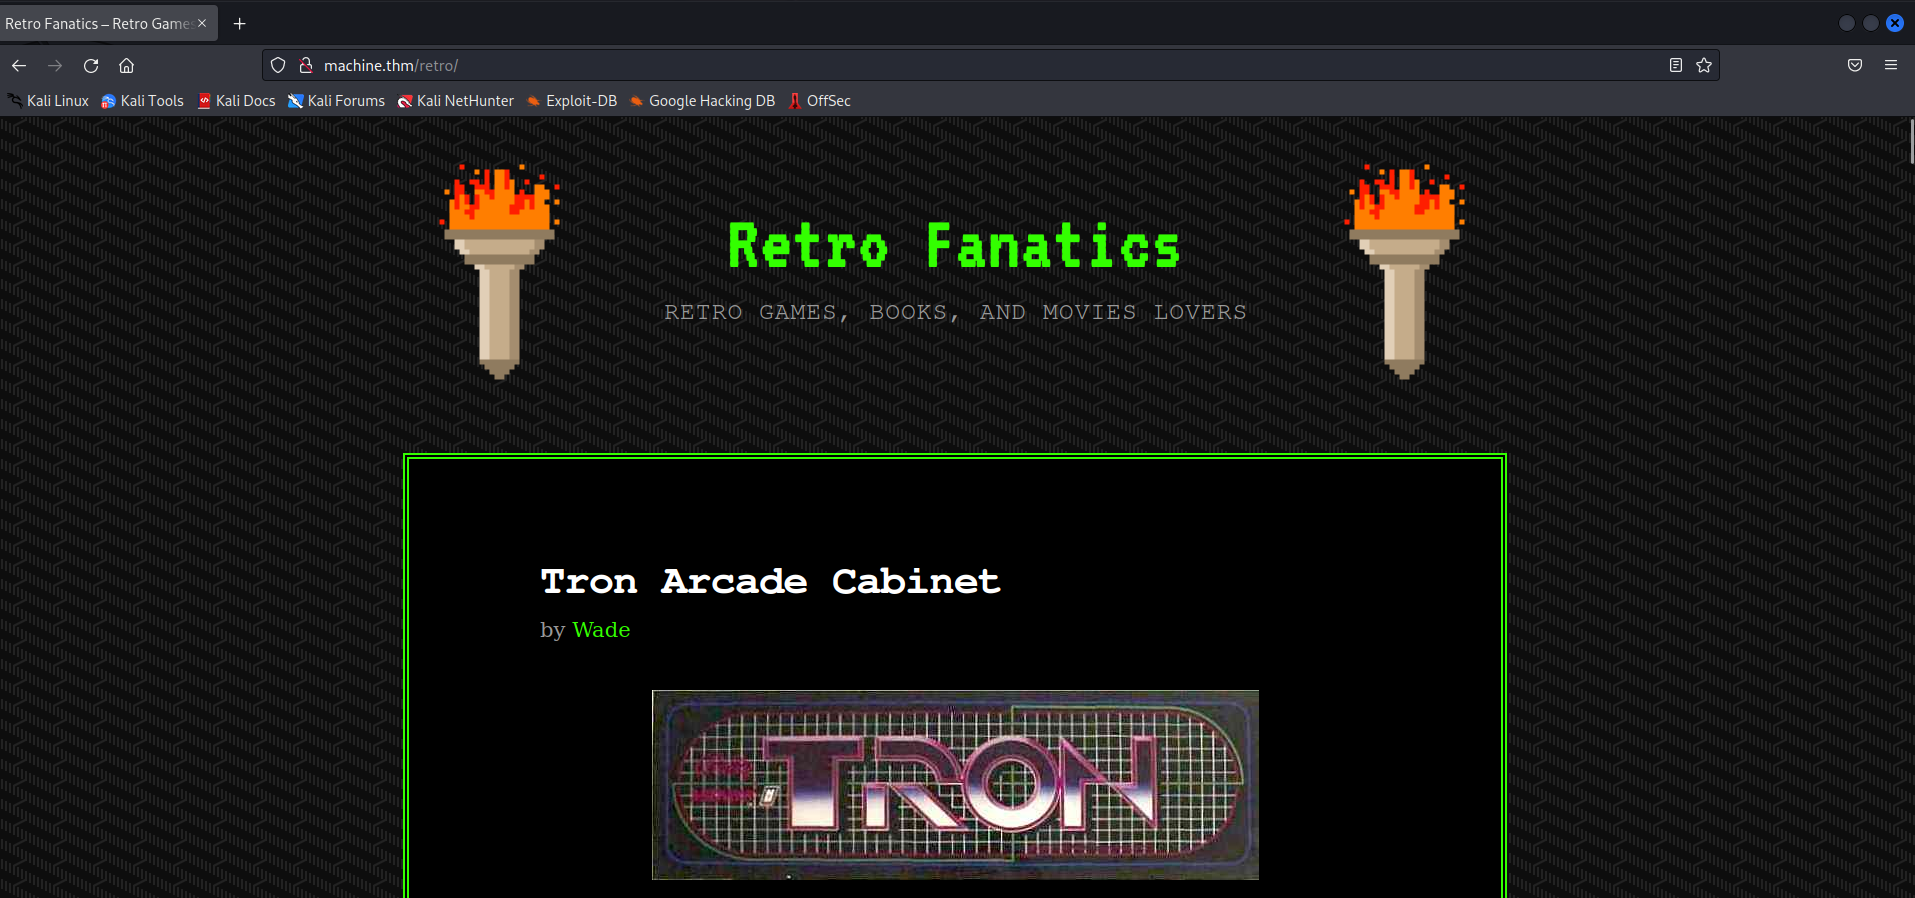 Retro Fanatics – Retro Games
machine.thm/retro/
Kali Linux Kali Tools Kali Docs Kali Forums Kali NetHunter Exploit-DB Google Hacking DB OffSec
Retro Fanatics
RETRO GAMES, BOOKS, AND MOVIES LOVERS
Tron Arcade Cabinet
by Wade
TRON